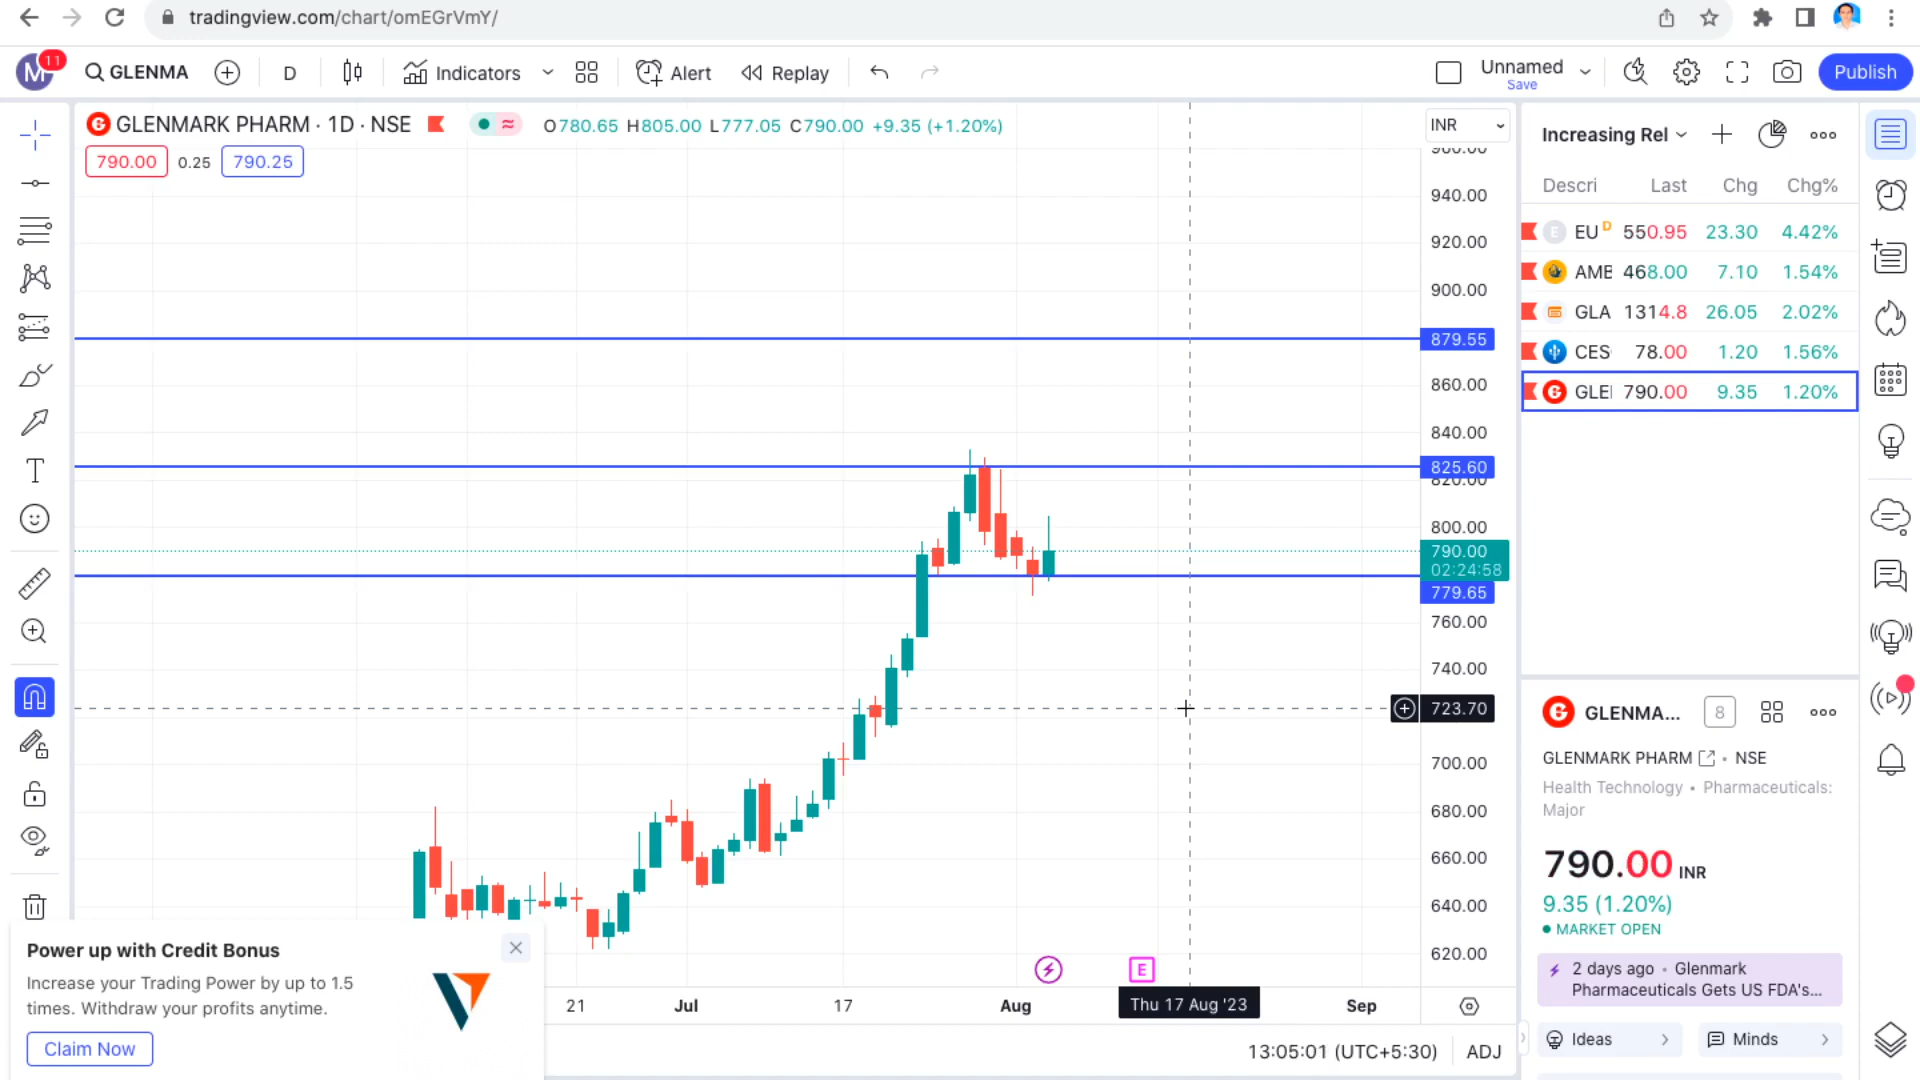 tradingview.com/chart/omEGrVmY/
M
11
GLENMA
D
Indicators
Alert
Replay
Unnamed
Save
Publish
GLENMARK PHARM · 1D · NSE
O780.65 H805.00 L777.05 C790.00 +9.35 (+1.20%)
790.00
0.25
790.25
INR
960.00
940.00
920.00
900.00
879.55
860.00
840.00
825.60
820.00
800.00
790.00
02:24:58
779.65
760.00
740.00
723.70
700.00
680.00
660.00
640.00
620.00
E
21
Jul
17
Aug
Thu 17 Aug '23
Sep
13:05:01 (UTC+5:30)
ADJ
Power up with Credit Bonus
Increase your Trading Power by up to 1.5
times. Withdraw your profits anytime.
Claim Now
Increasing Rel
Descri Last Chg Chg%
E EU D 550.95 23.30 4.42%
AMB 468.00 7.10 1.54%
GLA 1314.8 26.05 2.02%
CES 78.00 1.20 1.56%
GLE 790.00 9.35 1.20%
GLENMA...
8
GLENMARK PHARM • NSE
Health Technology • Pharmaceuticals:
Major
790.00 INR
9.35 (1.20%)
MARKET OPEN
2 days ago • Glenmark
Pharmaceuticals Gets US FDA's...
Ideas
Minds